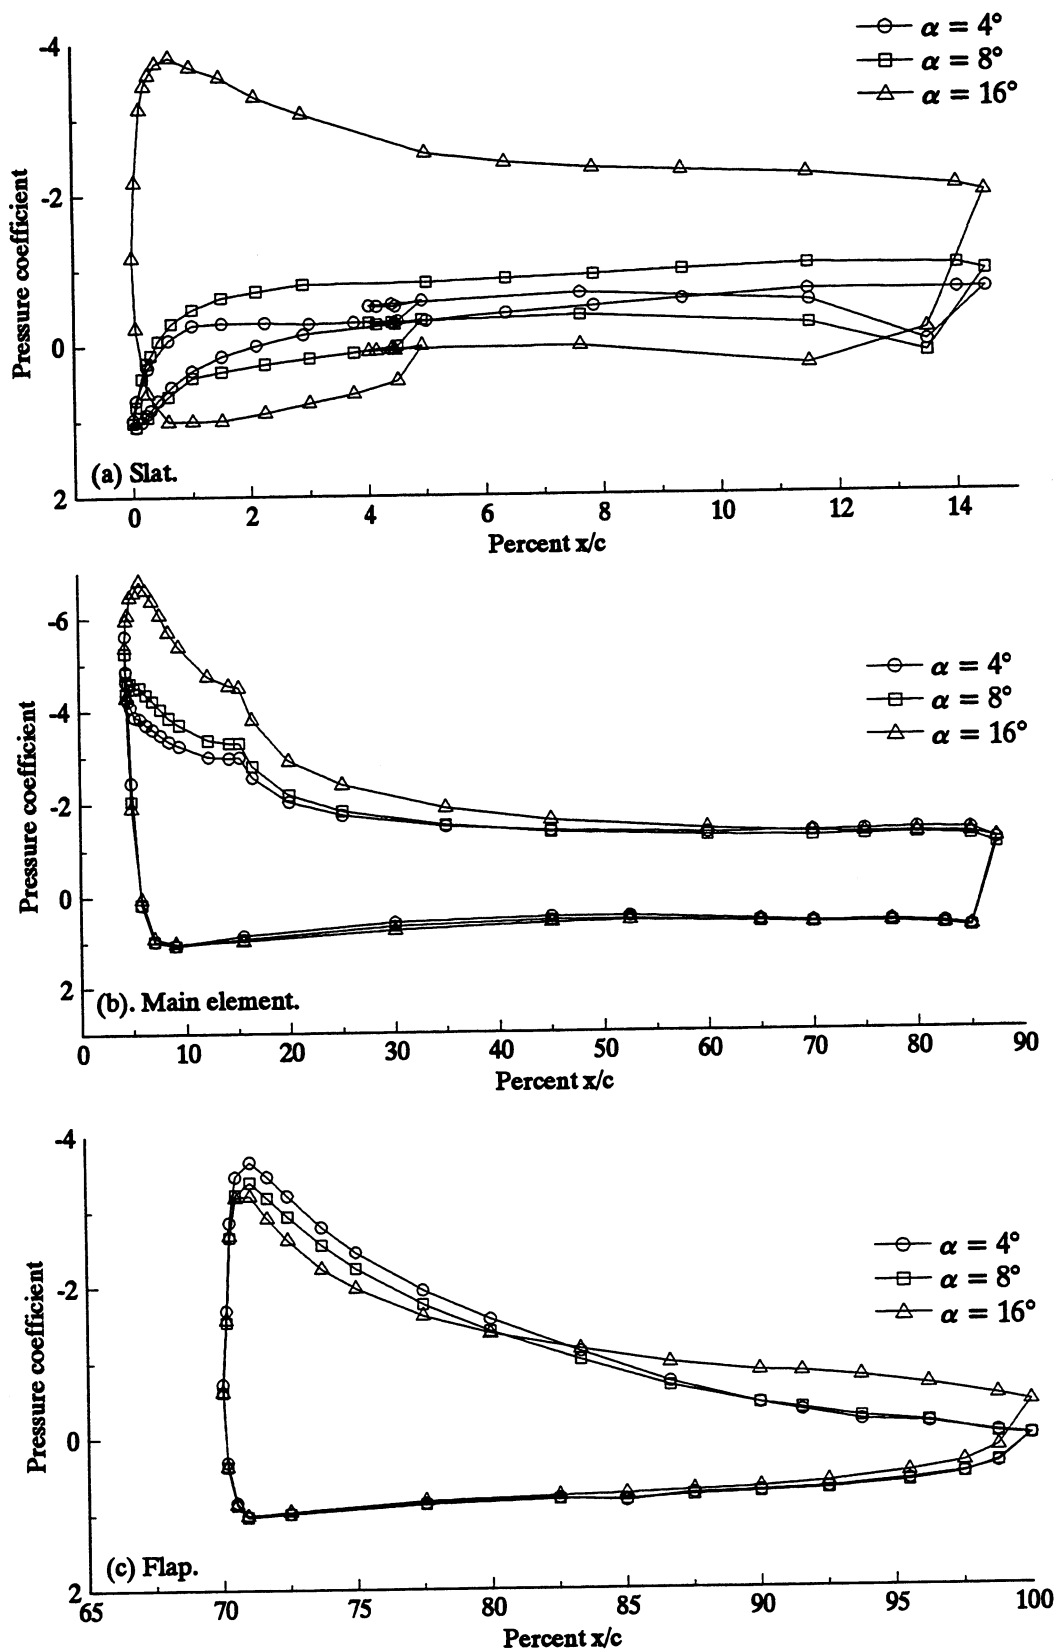 α = 4°
α = 8°
α = 16°
-4
-2
0
2
Pressure coefficient
(a) Slat.
0 2 4 6 8 10 12 14
Percent x/c
-6
-4
-2
0
2
Pressure coefficient
α = 4°
α = 8°
α = 16°
(b). Main element.
0 10 20 30 40 50 60 70 80 90
Percent x/c
-4
-2
0
2
Pressure coefficient
α = 4°
α = 8°
α = 16°
(c) Flap.
65 70 75 80 85 90 95 100
Percent x/c